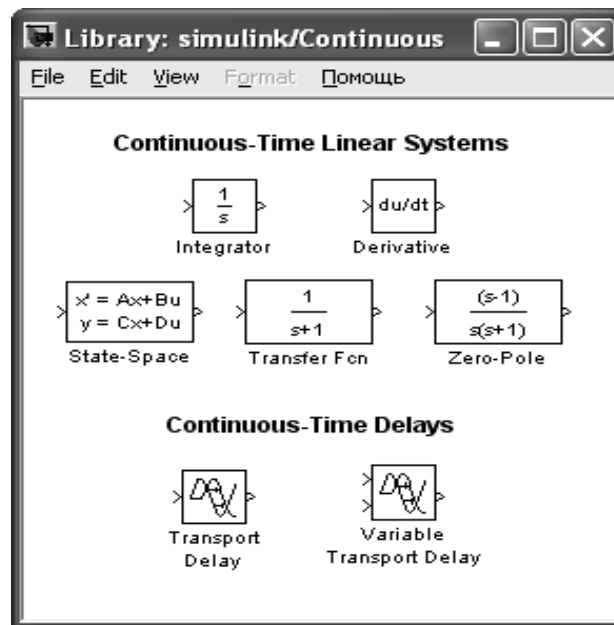 Library: simulink/Continuous
File Edit View Format Помощь
Continuous-Time Linear Systems
1
s
du/dt
Integrator Derivative
x' = Ax+Bu
y = Cx+Du
1
s+1
(s-1)
s(s+1)
State-Space Transfer Fcn Zero-Pole
Continuous-Time Delays
Transport
Delay
Variable
Transport Delay